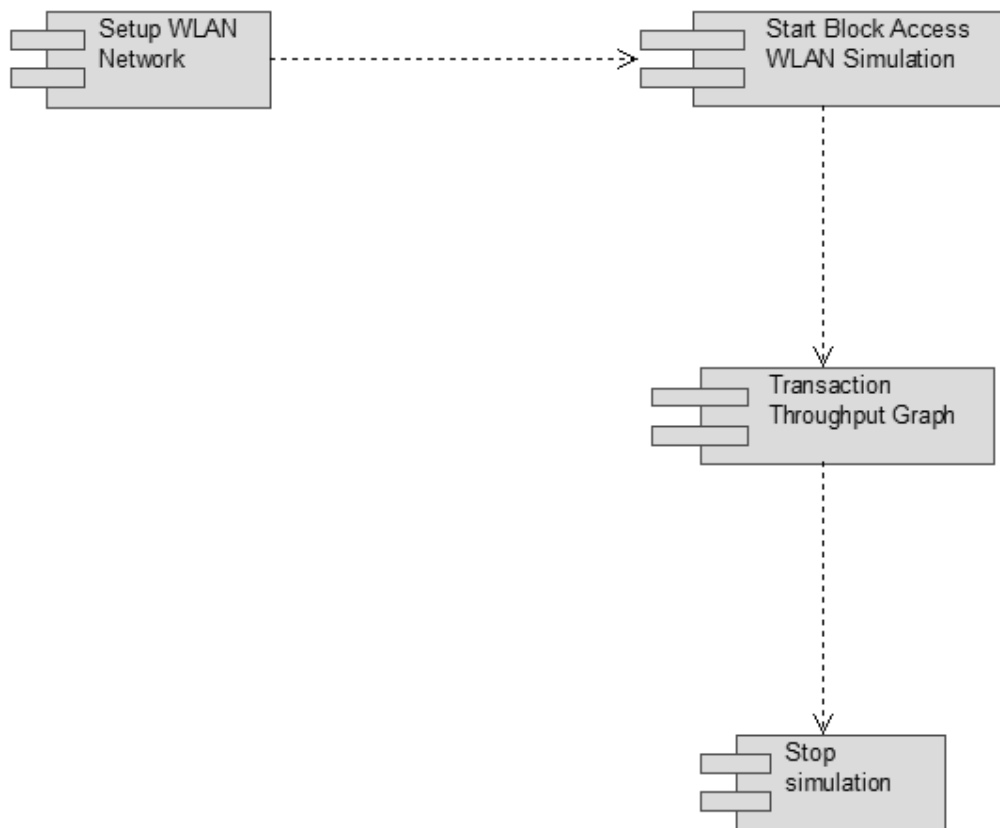 Setup WLAN
Network
Start Block Access
WLAN Simulation
Transaction
Throughput Graph
Stop
simulation